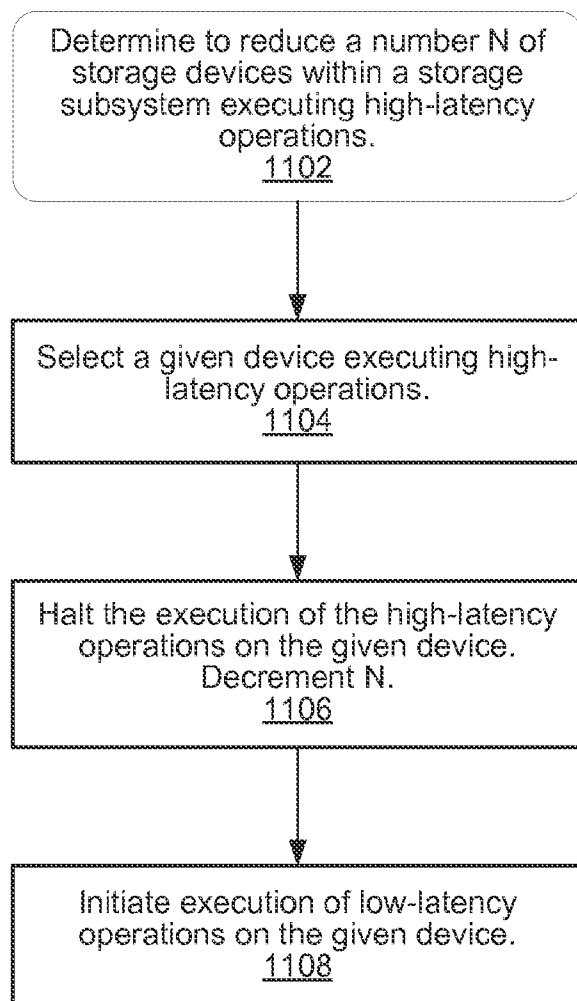 Determine to reduce a number N of
storage devices within a storage
subsystem executing high-latency
operations.
1102
Select a given device executing high-
latency operations.
1104
Halt the execution of the high-latency
operations on the given device.
Decrement N.
1106
Initiate execution of low-latency
operations on the given device.
1108